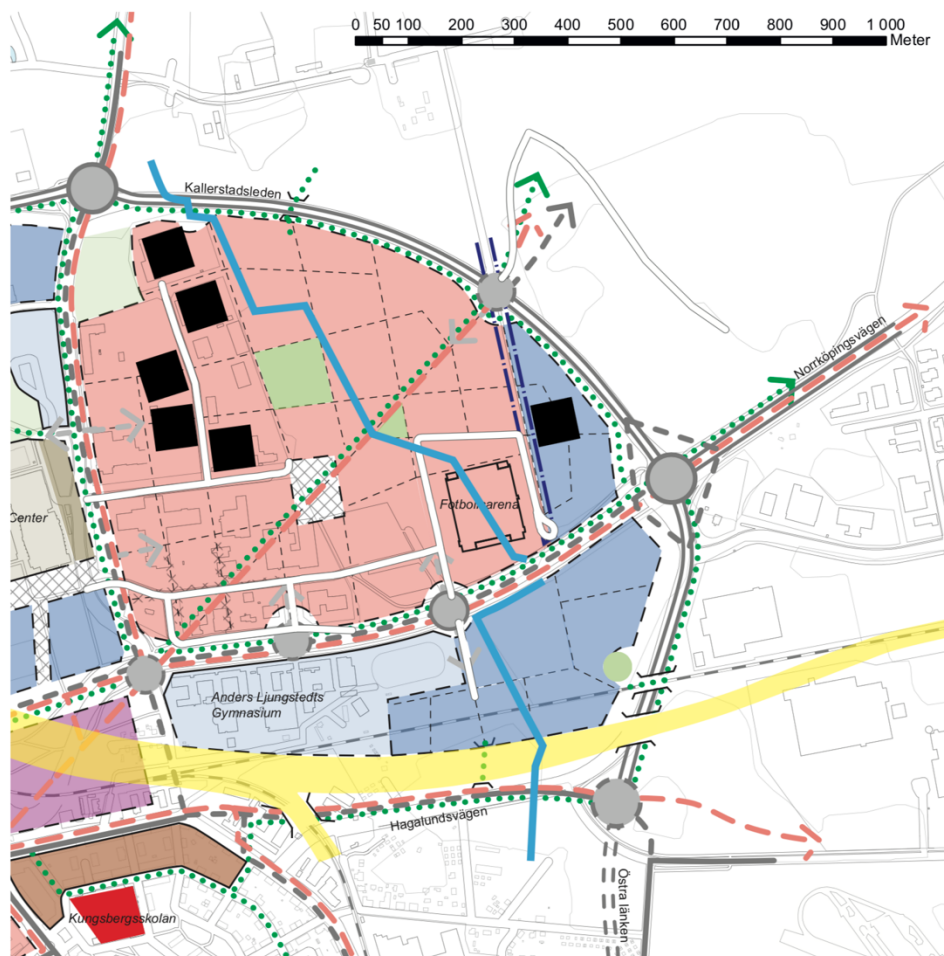 0 50 100 200 300 400 500 600 700 800 900 1 000
Meter
Kallerstadsleden
Norrköpingsvägen
Center
Fotbollsarena
Anders Ljungstedts
Gymnasium
Hagalundsvägen
Östra länken
Kungsbergsskolan